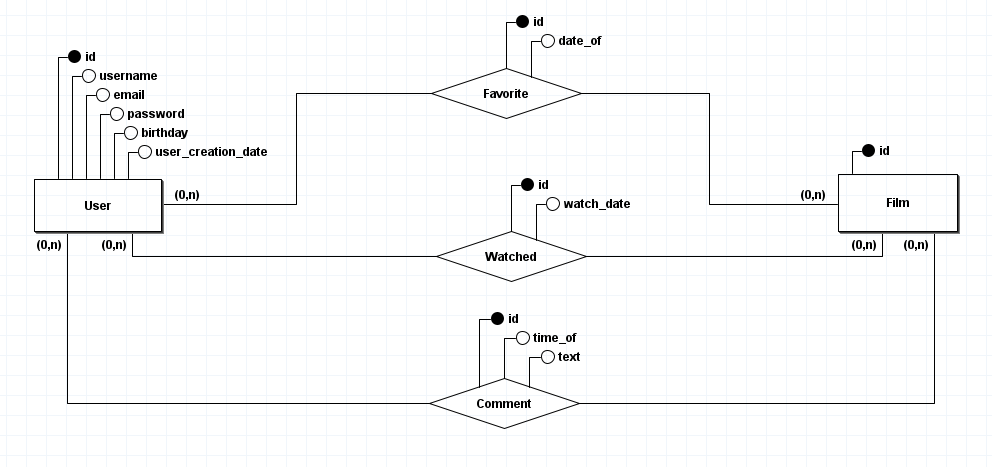 id
date_of
Favorite
id
username
email
password
birthday
user_creation_date
User
(0,n)
(0,n)
(0,n)
id
watch_date
Watched
id
Film
(0,n)
(0,n)
(0,n)
id
time_of
text
Comment